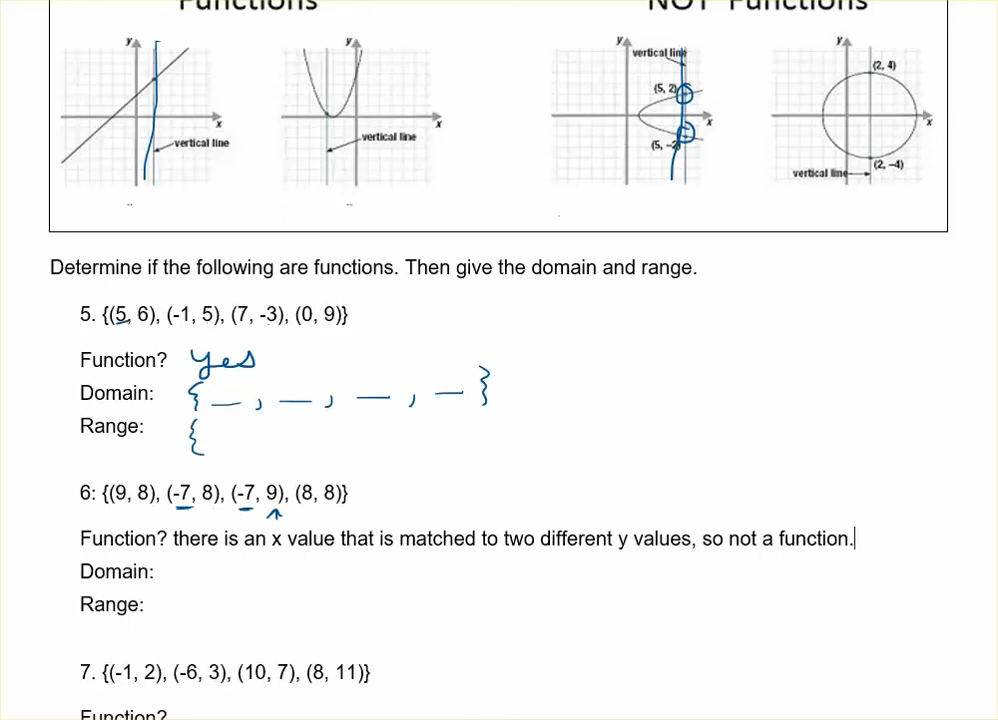 Functions NOT Functions
y y y y
vertical line (2, 4)
(5, 2)
x x x x
vertical line vertical line (5, -2)
vertical line (2, -4)
Determine if the following are functions. Then give the domain and range.
5. {(5, 6), (-1, 5), (7, -3), (0, 9)}
Function? yes
Domain: { _ , _ , _ , _ }
Range: {
6: {(9, 8), (-7, 8), (-7, 9), (8, 8)}
Function? there is an x value that is matched to two different y values, so not a function.
Domain:
Range:
7. {(-1, 2), (-6, 3), (10, 7), (8, 11)}
Function?